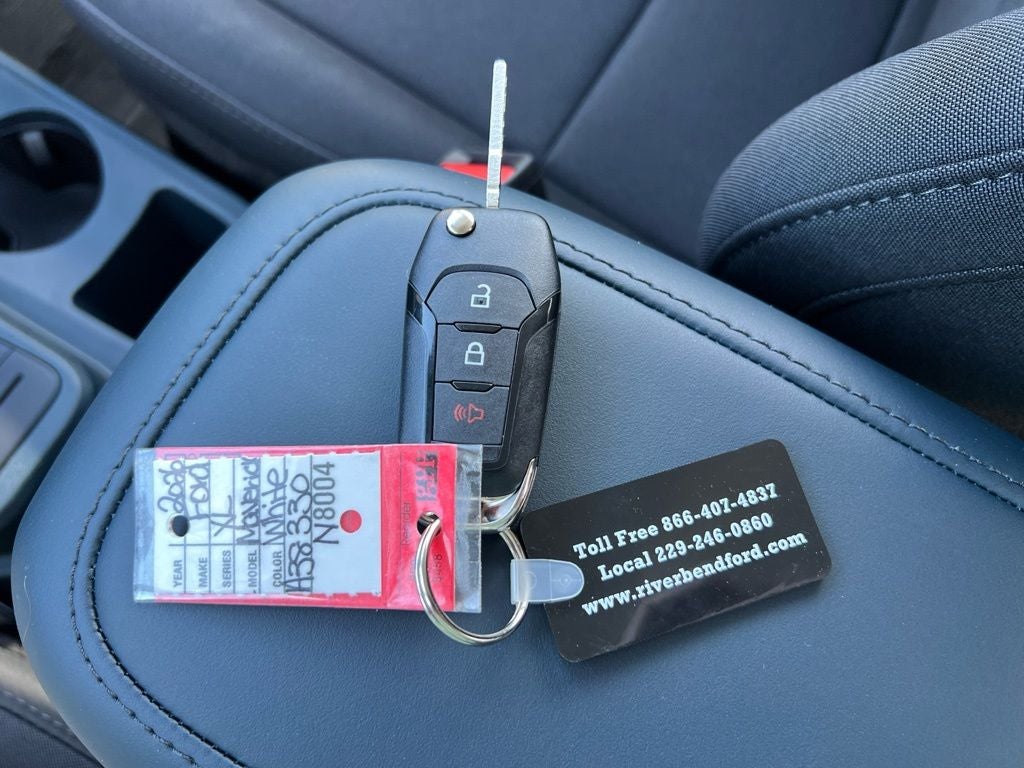 YEAR 2026
MAKE Ford
SERIES XL
MODEL Maverick
COLOR White
A38330
N8004
Toll Free 866-407-4837
Local 229-246-0860
www.riverbendford.com